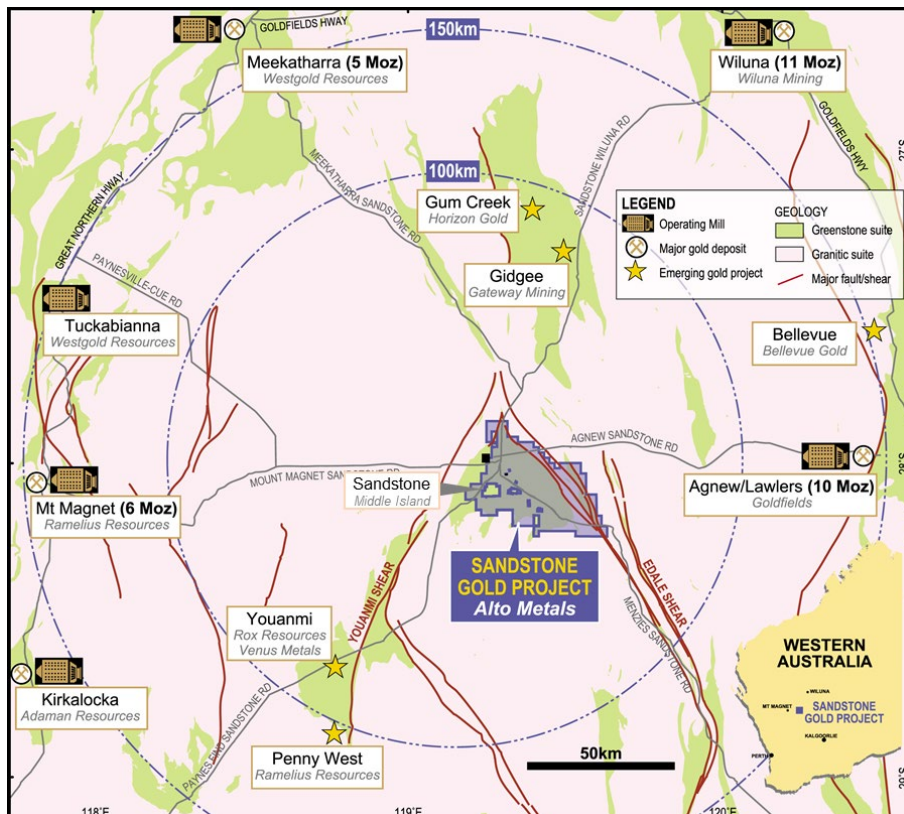 GOLDFIELDS HWAY
150km
Meekatharra (5 Moz)
Westgold Resources
Wiluna (11 Moz)
Wiluna Mining
GOLDFIELDS HWY
27°S
GREAT NORTHERN HWAY
MEEKATHARRA SANDSTONE RD
SANDSTONE WILUNA RD
100km
Gum Creek
Horizon Gold
Gidgee
Gateway Mining
LEGEND
Operating Mill
Major gold deposit
Emerging gold project
GEOLOGY
Greenstone suite
Granitic suite
Major fault/shear
PAYNESVILLE-CUE RD
Tuckabianna
Westgold Resources
Bellevue
Bellevue Gold
AGNEW SANDSTONE RD
MOUNT MAGNET SANDSTONE RD
28°S
Sandstone
Middle Island
Mt Magnet (6 Moz)
Ramelius Resources
Agnew/Lawlers (10 Moz)
Goldfields
SANDSTONE
GOLD PROJECT
Alto Metals
YOUANMI SHEAR
EDALE SHEAR
MENZIES SANDSTONE RD
Youanmi
Rox Resources
Venus Metals
Kirkalocka
Adaman Resources
PAYNES FIND SANDSTONE RD
Penny West
Ramelius Resources
50km
WESTERN
AUSTRALIA
WILUNA
MT MAGNET
SANDSTONE
GOLD PROJECT
KALGOORLIE
PERTH
118°E
119°E
120°E
29°S